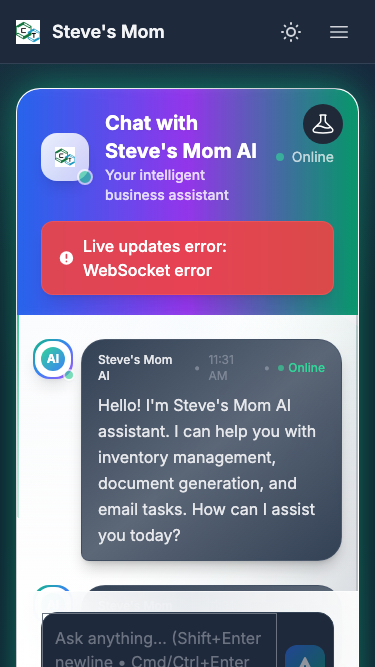 Steve's Mom
Chat with
Steve's Mom AI
Online
Your intelligent
business assistant
Live updates error:
WebSocket error
AI
Steve's Mom
AI
11:31
AM
Online
Hello! I'm Steve's Mom AI
assistant. I can help you with
inventory management,
document generation, and
email tasks. How can I assist
you today?
Ask anything... (Shift+Enter
newline • Cmd/Ctrl+Enter